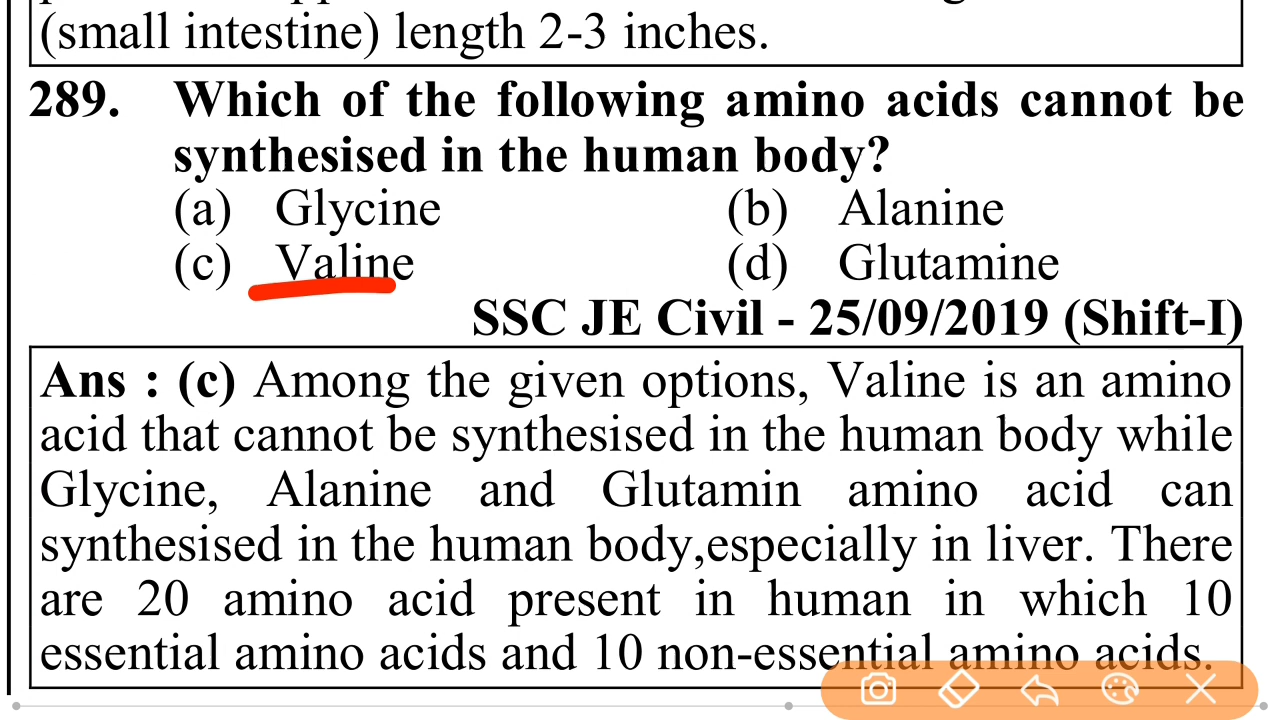 (small intestine) length 2-3 inches.
289. Which of the following amino acids cannot be
synthesised in the human body?
(a) Glycine (b) Alanine
(c) Valine (d) Glutamine
SSC JE Civil - 25/09/2019 (Shift-I)
Ans : (c) Among the given options, Valine is an amino
acid that cannot be synthesised in the human body while
Glycine, Alanine and Glutamin amino acid can
synthesised in the human body,especially in liver. There
are 20 amino acid present in human in which 10
essential amino acids and 10 non-essential amino acids.